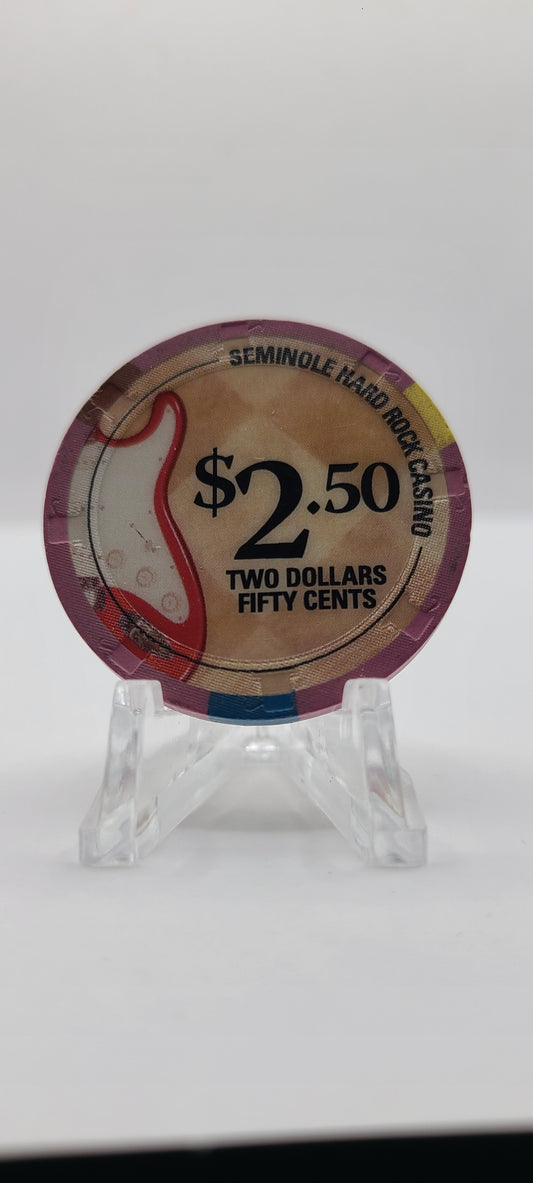 SEMINOLE HARD ROCK CASINO
$2.50
TWO DOLLARS
FIFTY CENTS